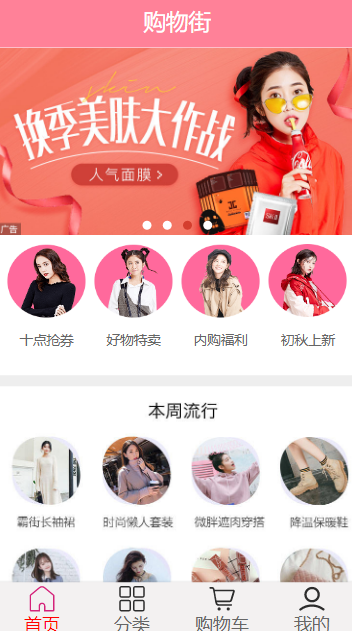 购物街
skin
换季美肤大作战
人气面膜 >
广告
十点抢券 好物特卖 内购福利 初秋上新
本周流行
霸街长袖裙 时尚懒人套装 微胖遮肉穿搭 降温保暖鞋
首页 分类 购物车 我的